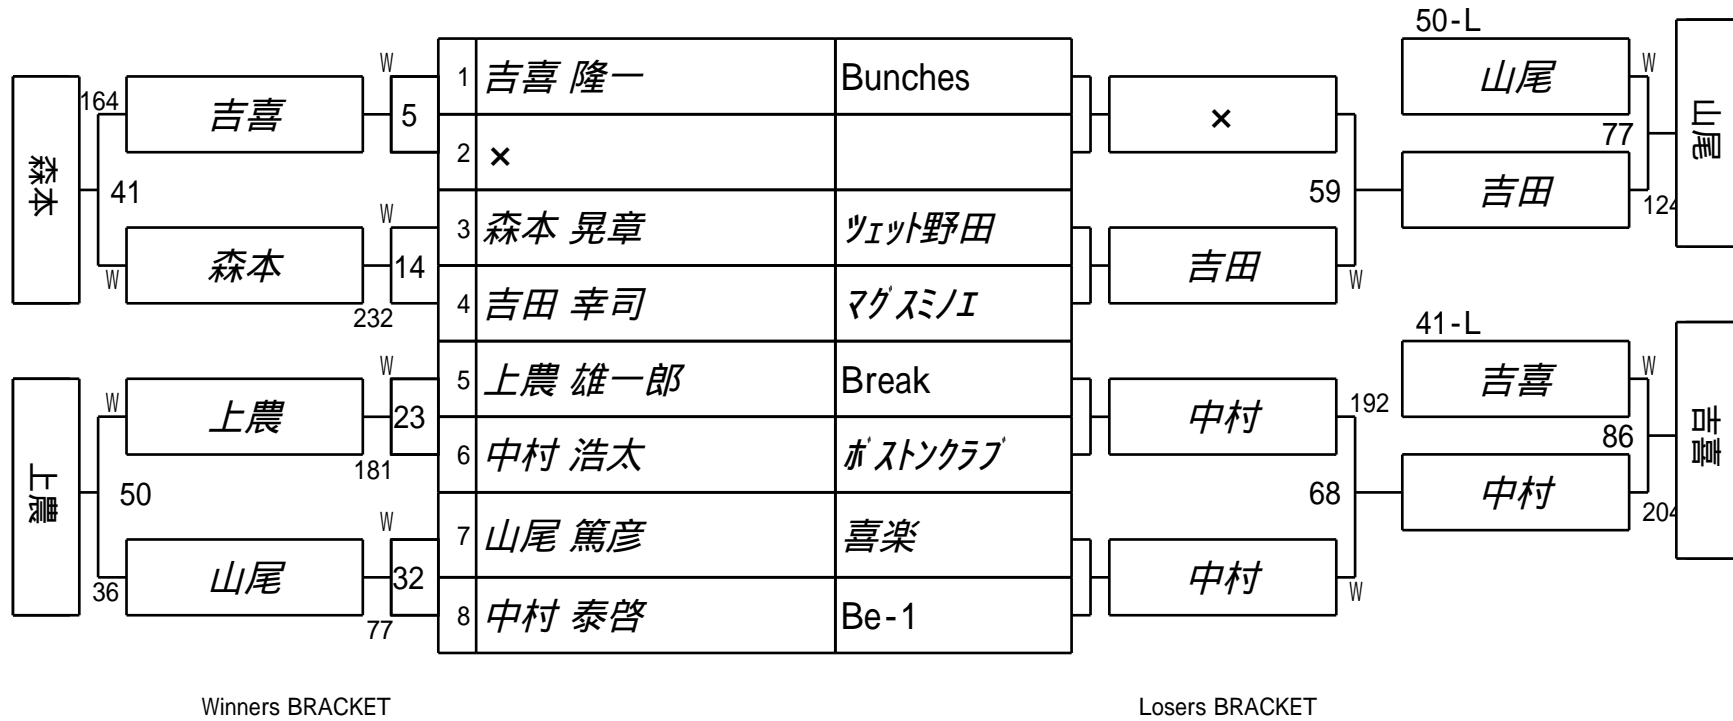 50-L
W
1 吉喜 隆一 Bunches
山尾
W
164
吉喜
5
×
77
山尾
2 ×
森本
41
W
3 森本 晃章 ツェット野田
59
吉田
124
W
森本
14
吉田
W
232
4 吉田 幸司 マグスミノエ
41-L
W
5 上農 雄一郎 Break
吉喜
W
W
上農
23
中村
192
86
吉喜
181
6 中村 浩太 ボストンクラブ
上農
50
68
中村
204
W
7 山尾 篤彦 喜楽
36
山尾
32
中村
W
77
8 中村 泰啓 Be-1
Winners BRACKET
Losers BRACKET